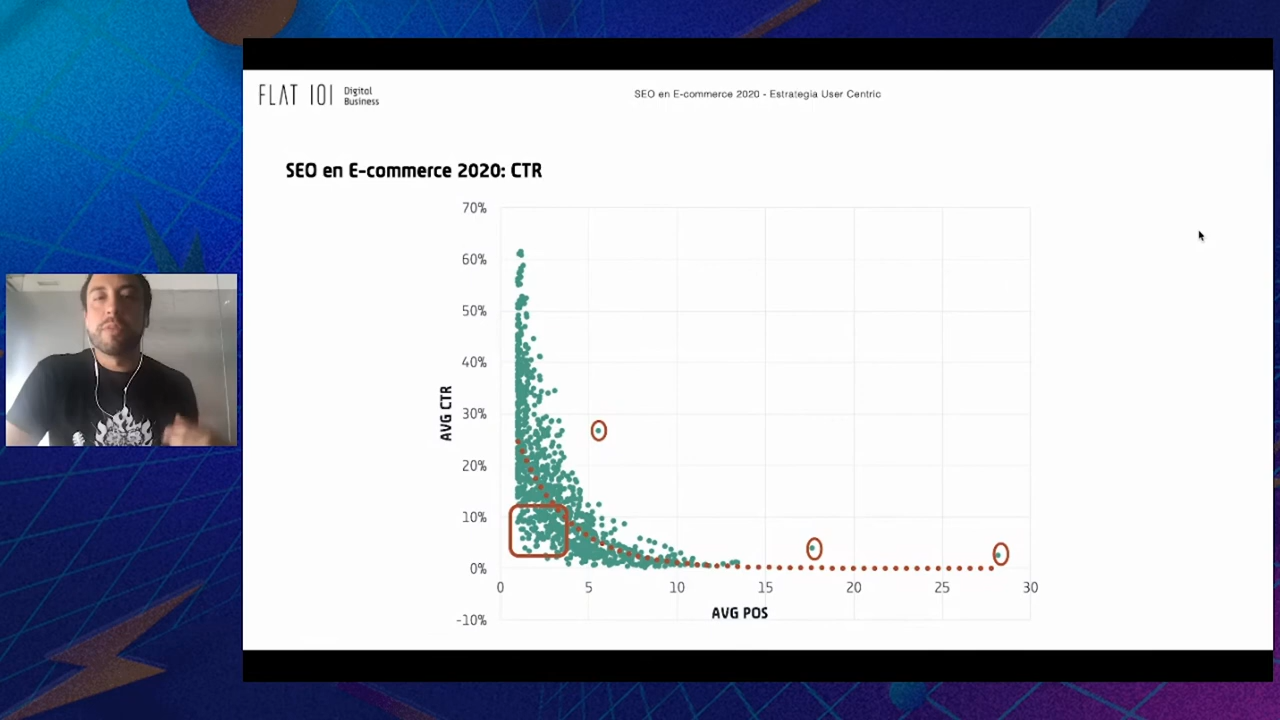 FLAT 101
Digital
Business
SEO en E-commerce 2020 - Estrategia User Centric
SEO en E-commerce 2020: CTR
70%
60%
50%
40%
30%
20%
10%
0%
-10%
AVG CTR
0 5 10 15 20 25 30
AVG POS